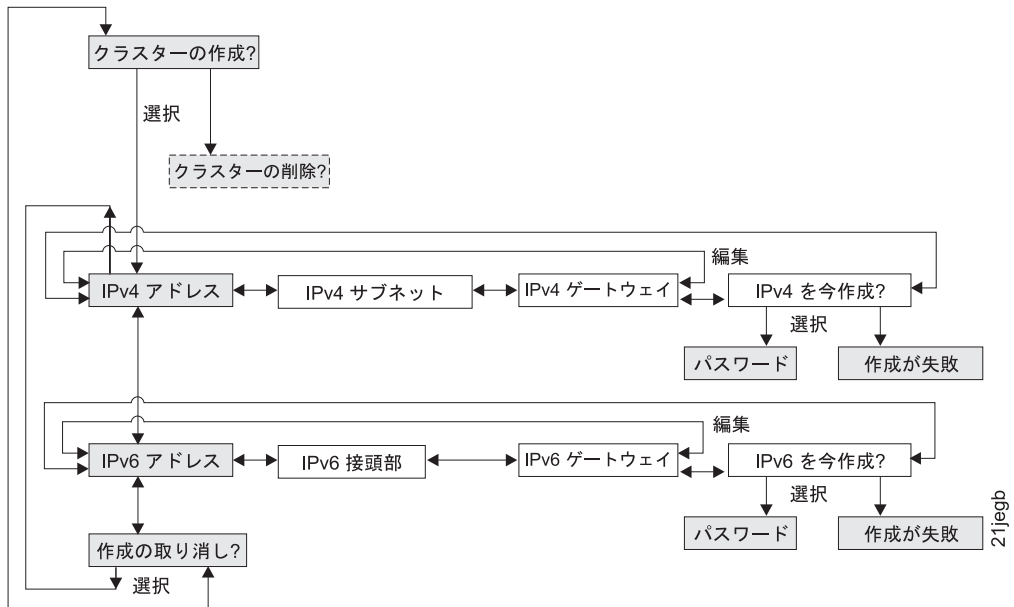 クラスターの作成?
選択
クラスターの削除?
編集
IPv4 アドレス
IPv4 サブネット
IPv4 ゲートウェイ
IPv4 を今作成?
選択
パスワード
作成が失敗
編集
IPv6 アドレス
IPv6 接頭部
IPv6 ゲートウェイ
IPv6 を今作成?
選択
パスワード
作成が失敗
作成の取り消し?
選択
21jegb